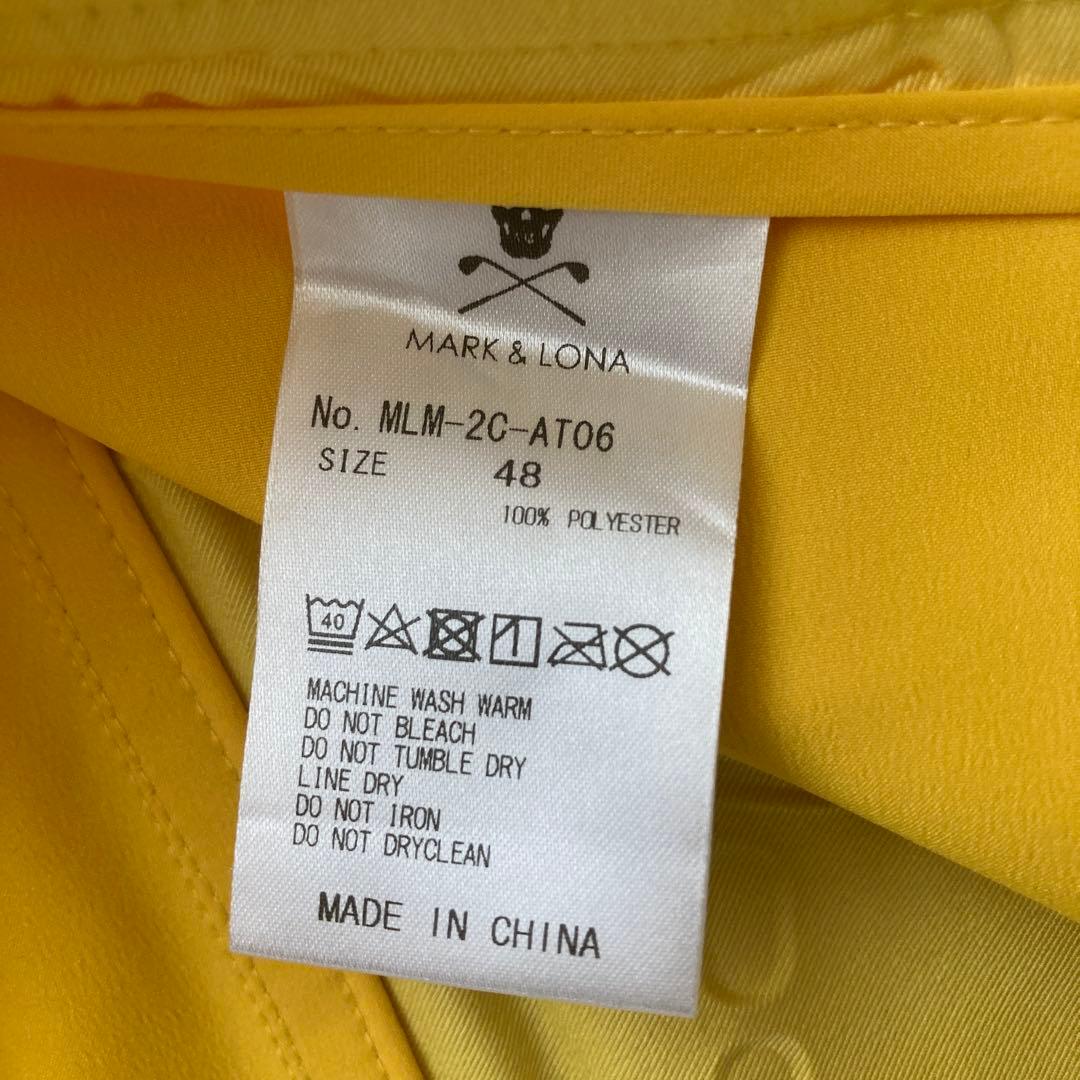 MARK & LONA
No. MLM-2C-AT06
SIZE 48
100% POLYESTER
40
MACHINE WASH WARM
DO NOT BLEACH
DO NOT TUMBLE DRY
LINE DRY
DO NOT IRON
DO NOT DRYCLEAN
MADE IN CHINA